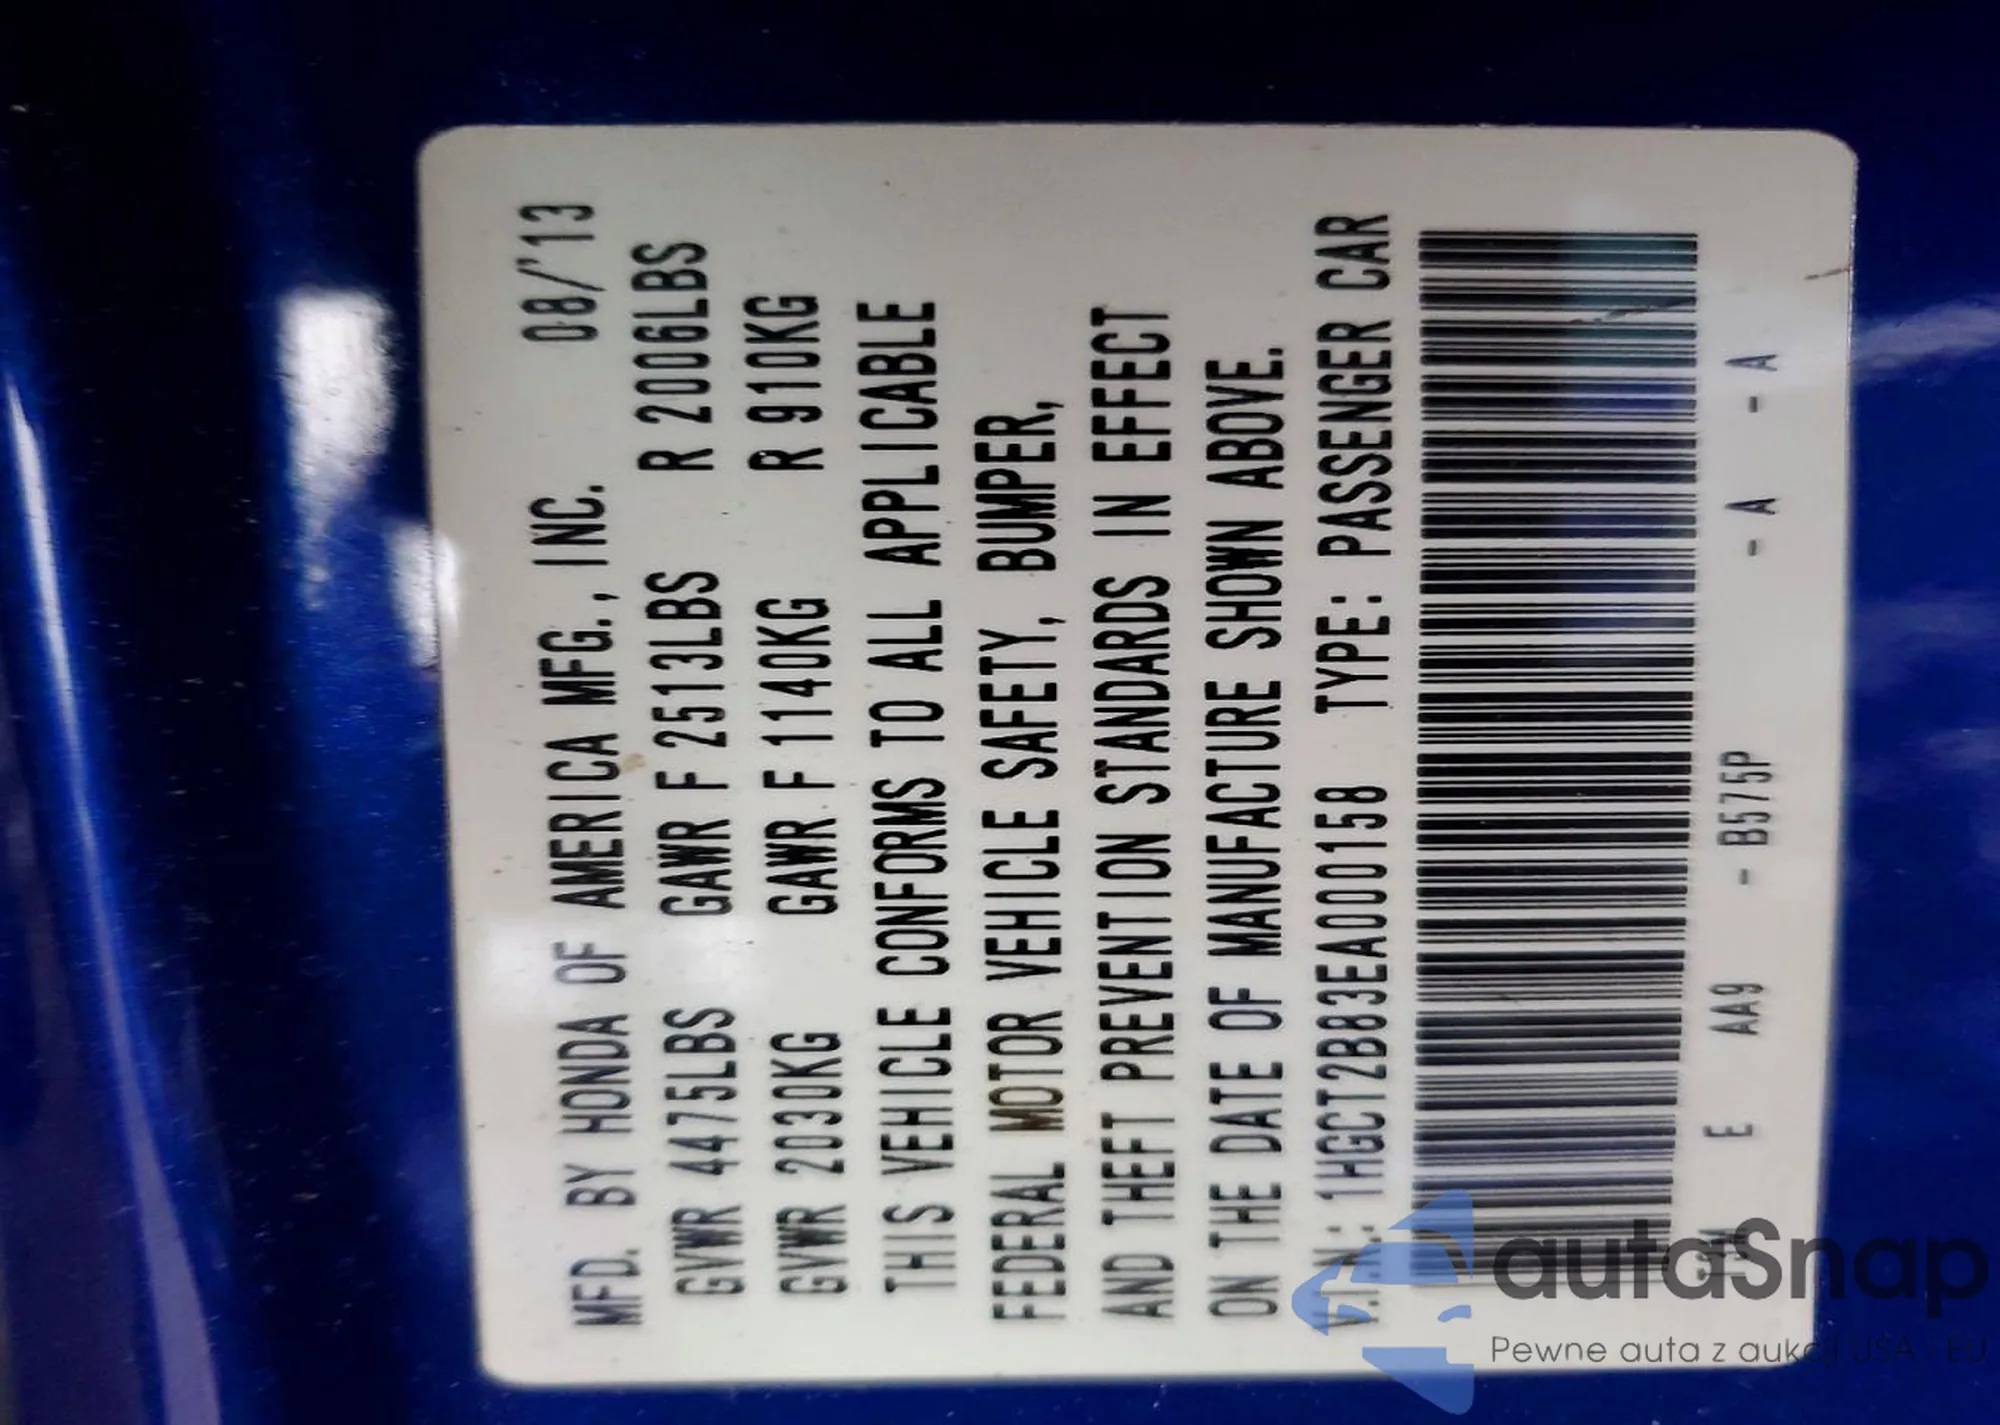 MFD. BY HONDA OF AMERICA MFG., INC. 08/'13
GVWR 4475LBS GAWR F 2513LBS R 2006LBS
GVWR 2030KG GAWR F 1140KG R 910KG
THIS VEHICLE CONFORMS TO ALL APPLICABLE
FEDERAL MOTOR VEHICLE SAFETY, BUMPER,
AND THEFT PREVENTION STANDARDS IN EFFECT
ON THE DATE OF MANUFACTURE SHOWN ABOVE.
V.I.N.: 1HGCT2B83EA000158 TYPE: PASSENGER CAR
E AA9 - B575P - A - A
autaSnap
Pewne auta z aukcji USA - EU